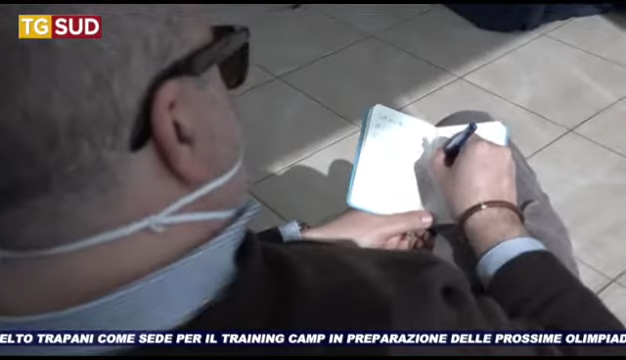 TG SUD
ELTO TRAPANI COME SEDE PER IL TRAINING CAMP IN PREPARAZIONE DELLE PROSSIME OLIMPIAD